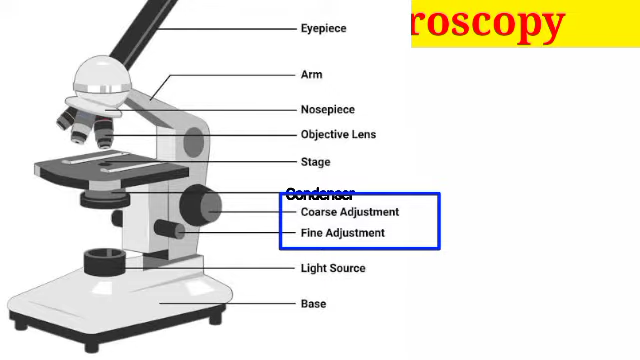 roscopy
Eyepiece
Arm
Nosepiece
Objective Lens
Stage
Condenser
Coarse Adjustment
Fine Adjustment
Light Source
Base